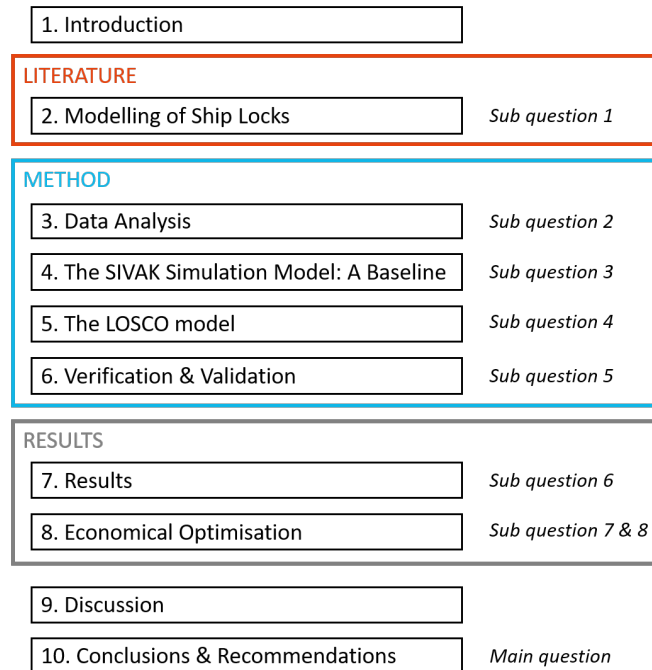 1. Introduction
LITERATURE
2. Modelling of Ship Locks Sub question 1
METHOD
3. Data Analysis Sub question 2
4. The SIVAK Simulation Model: A Baseline Sub question 3
5. The LOSCO model Sub question 4
6. Verification & Validation Sub question 5
RESULTS
7. Results Sub question 6
8. Economical Optimisation Sub question 7 & 8
9. Discussion
10. Conclusions & Recommendations Main question